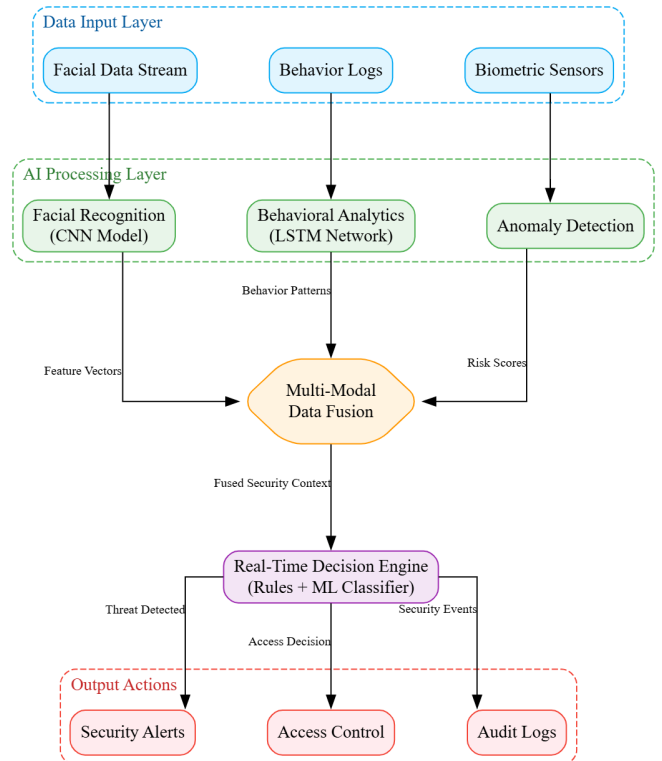 Data Input Layer
Facial Data Stream
Behavior Logs
Biometric Sensors
AI Processing Layer
Facial Recognition
(CNN Model)
Behavioral Analytics
(LSTM Network)
Anomaly Detection
Behavior Patterns
Feature Vectors
Risk Scores
Multi-Modal
Data Fusion
Fused Security Context
Real-Time Decision Engine
(Rules + ML Classifier)
Threat Detected
Security Events
Access Decision
Output Actions
Security Alerts
Access Control
Audit Logs